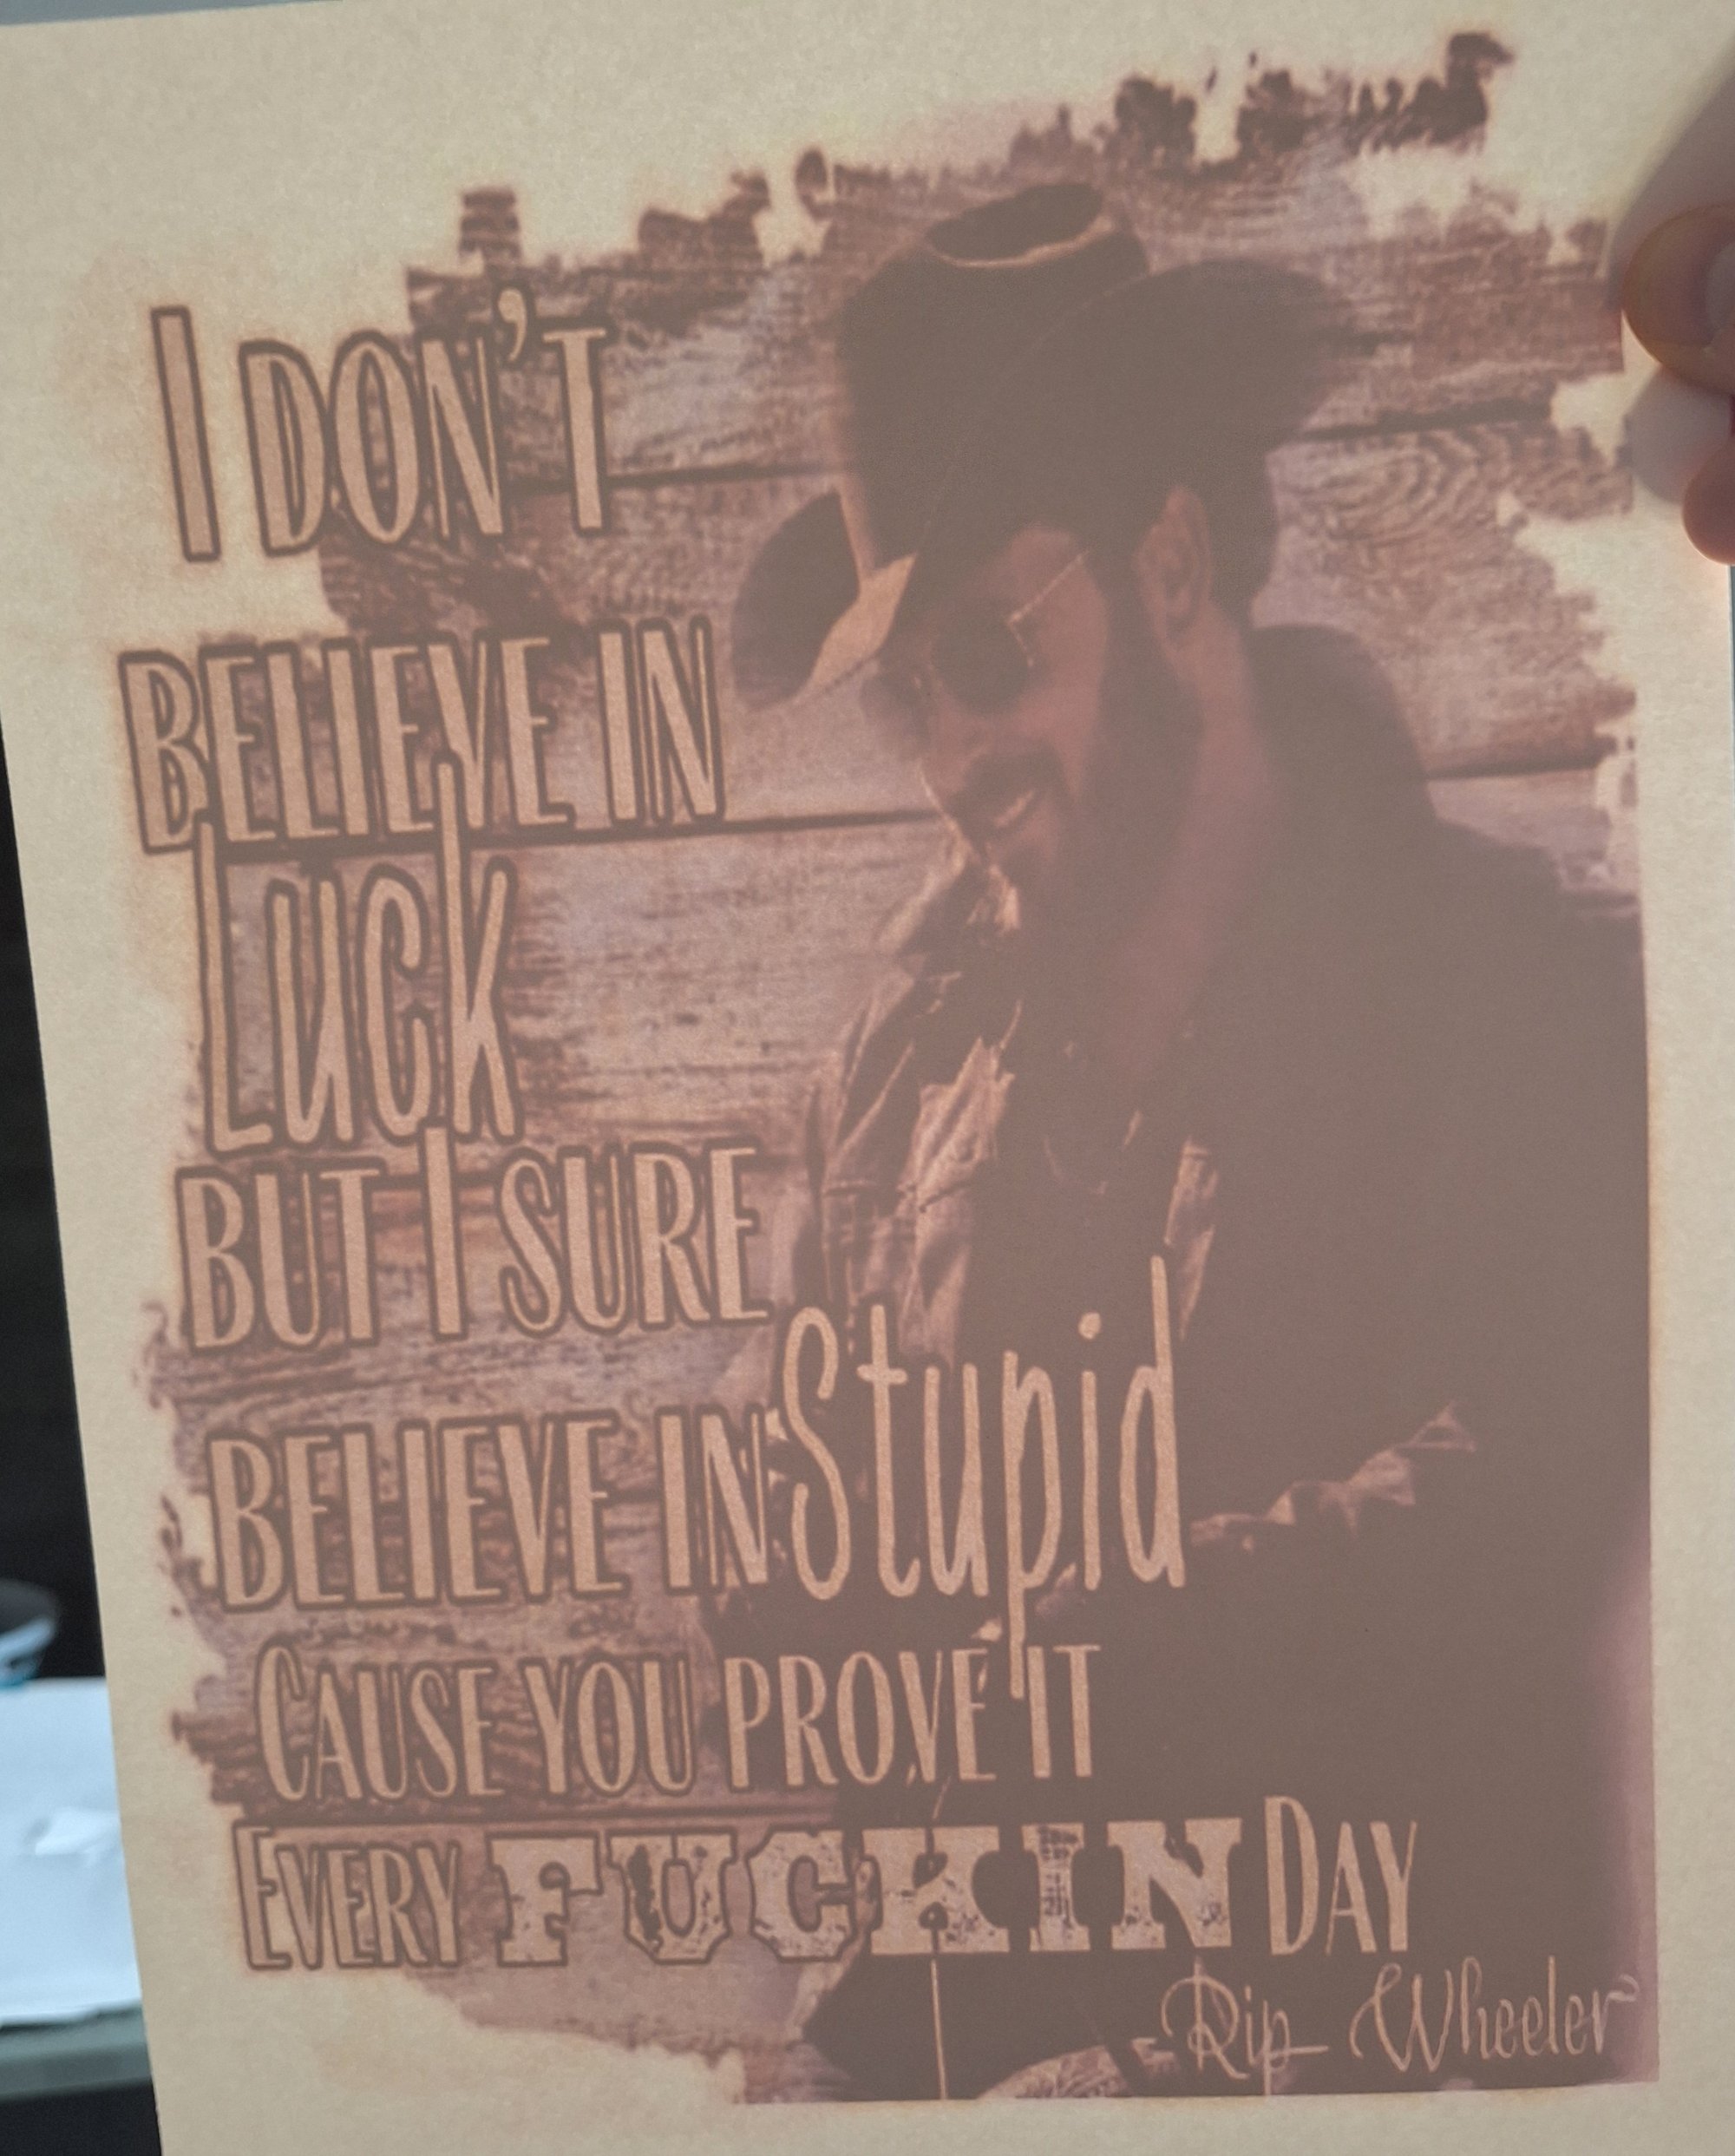 I DON'T
BELIEVE IN
Luck
BUT I SURE
BELIEVE IN Stupid
CAUSE YOU PROVE IT
EVERY FUCKIN DAY
-Rip Wheeler